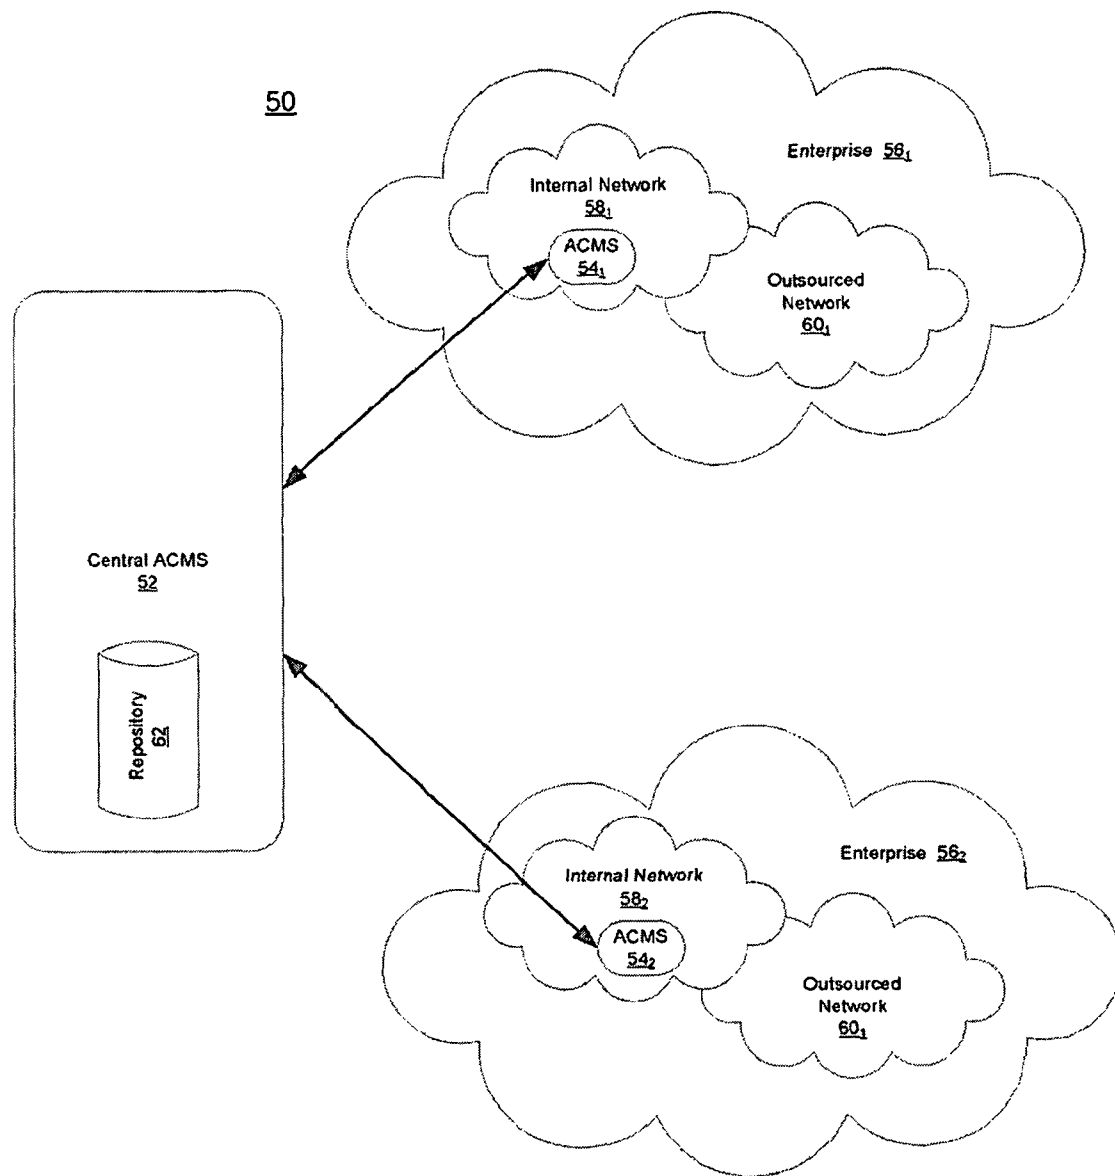 50
Enterprise 56₁
Internal Network
58₁
ACMS
54₁
Outsourced
Network
60₁
Central ACMS
52
Repository
62
Enterprise 56₂
Internal Network
58₂
ACMS
54₂
Outsourced
Network
60₁